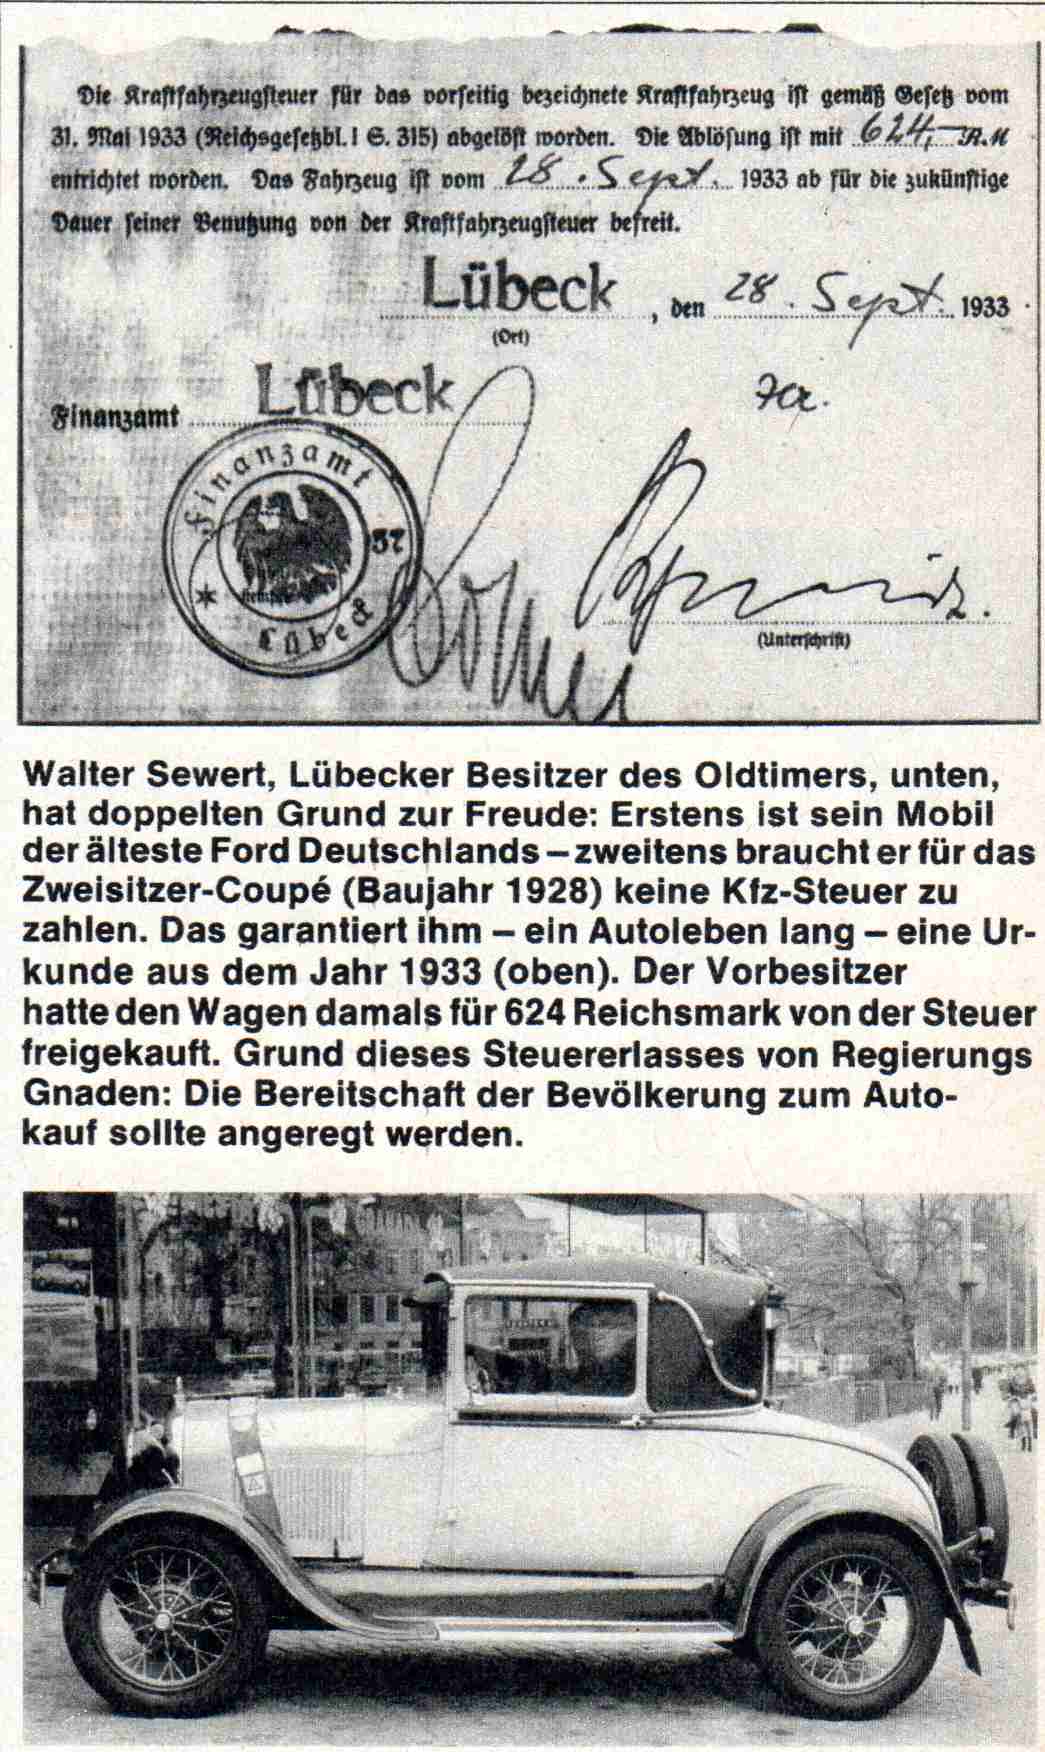 Die Kraftfahrzeugsteuer für das vorseitig bezeichnete Kraftfahrzeug ist gemäß Gesetz vom
31. Mai 1933 (Reichsgesetzbl. I S. 315) abgelöst worden. Die Ablösung ist mit 624,- RM
entrichtet worden. Das Fahrzeug ist vom 28. Sept. 1933 ab für die zukünftige
Dauer seiner Benutzung von der Kraftfahrzeugsteuer befreit.
Lübeck, den 28. Sept. 1933
(Ort)
Finanzamt Lübeck
Finanzamt
57
Lübeck
(Unterschrift)
Walter Sewert, Lübecker Besitzer des Oldtimers, unten,
hat doppelten Grund zur Freude: Erstens ist sein Mobil
der älteste Ford Deutschlands – zweitens braucht er für das
Zweisitzer-Coupé (Baujahr 1928) keine Kfz-Steuer zu
zahlen. Das garantiert ihm – ein Autoleben lang – eine Ur-
kunde aus dem Jahr 1933 (oben). Der Vorbesitzer
hatte den Wagen damals für 624 Reichsmark von der Steuer
freigekauft. Grund dieses Steuererlasses von Regierungs
Gnaden: Die Bereitschaft der Bevölkerung zum Auto-
kauf sollte angeregt werden.